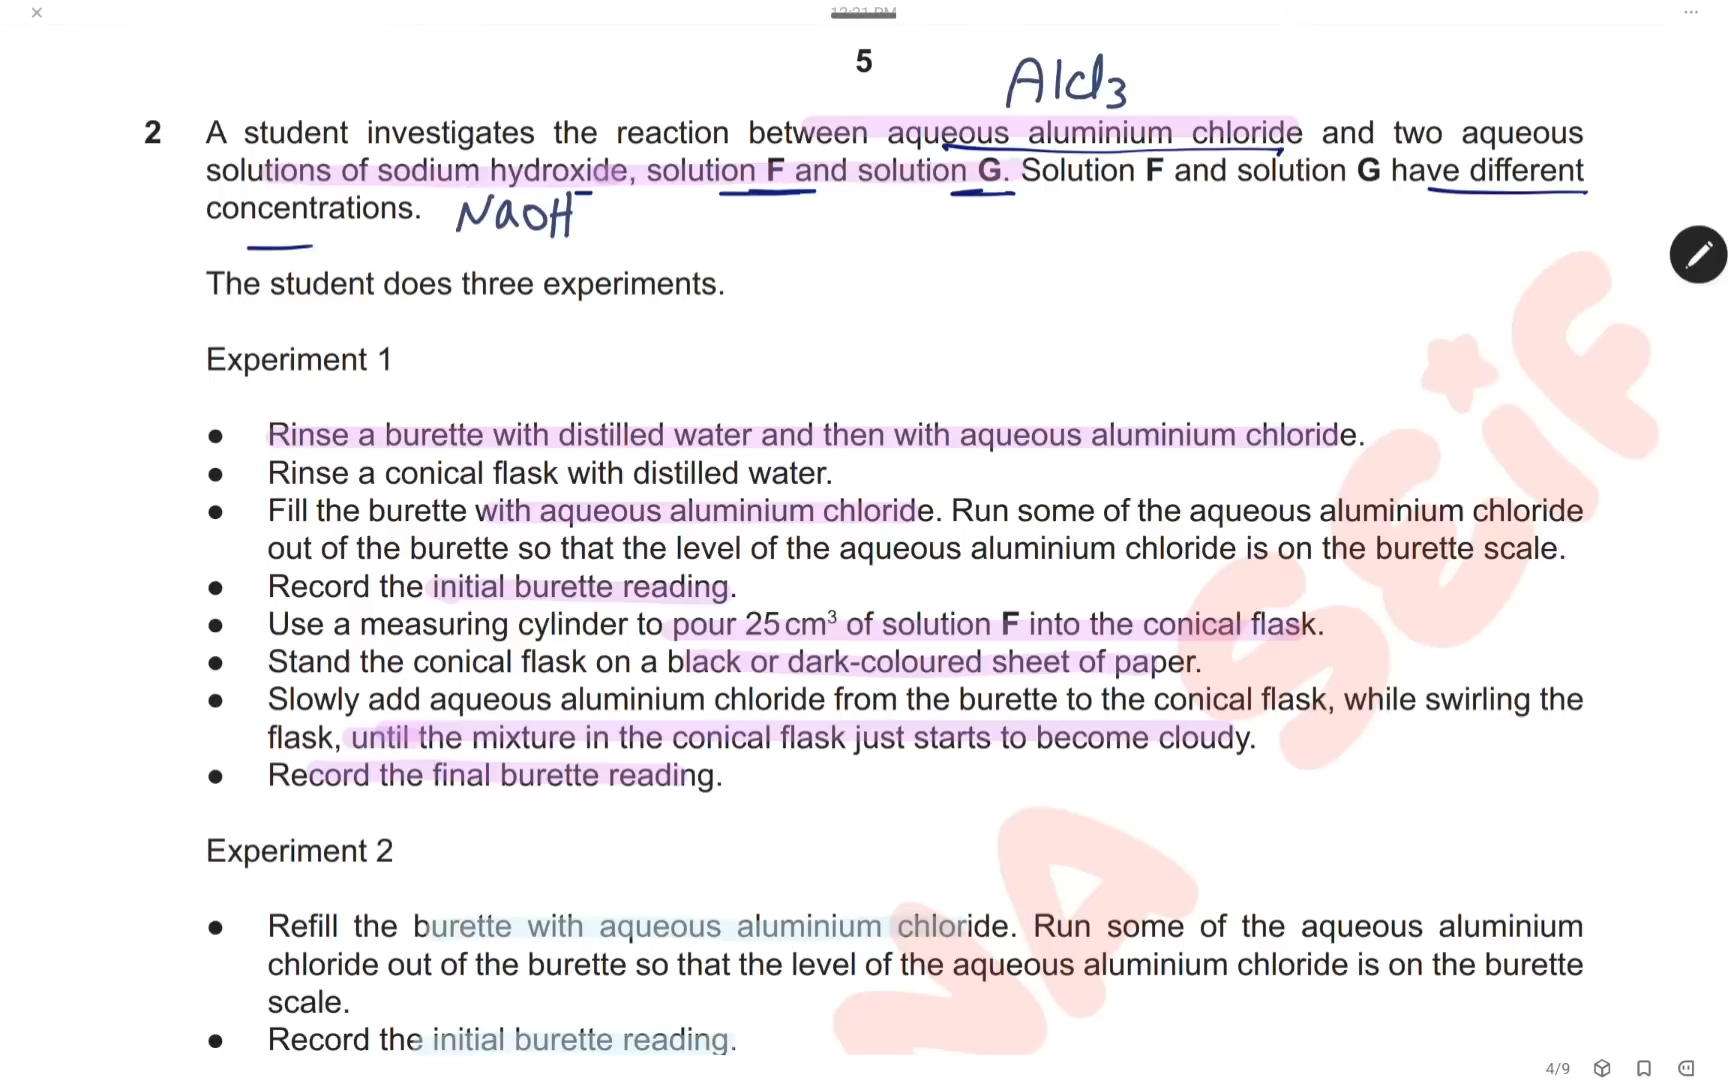 5
AlCl3
2 A student investigates the reaction between aqueous aluminium chloride and two aqueous
solutions of sodium hydroxide, solution F and solution G. Solution F and solution G have different
concentrations. NaOH
The student does three experiments.
Experiment 1
● Rinse a burette with distilled water and then with aqueous aluminium chloride.
● Rinse a conical flask with distilled water.
● Fill the burette with aqueous aluminium chloride. Run some of the aqueous aluminium chloride
out of the burette so that the level of the aqueous aluminium chloride is on the burette scale.
● Record the initial burette reading.
● Use a measuring cylinder to pour 25 cm³ of solution F into the conical flask.
● Stand the conical flask on a black or dark-coloured sheet of paper.
● Slowly add aqueous aluminium chloride from the burette to the conical flask, while swirling the
flask, until the mixture in the conical flask just starts to become cloudy.
● Record the final burette reading.
Experiment 2
● Refill the burette with aqueous aluminium chloride. Run some of the aqueous aluminium
chloride out of the burette so that the level of the aqueous aluminium chloride is on the burette
scale.
● Record the initial burette reading.
NA SEIF
4/9